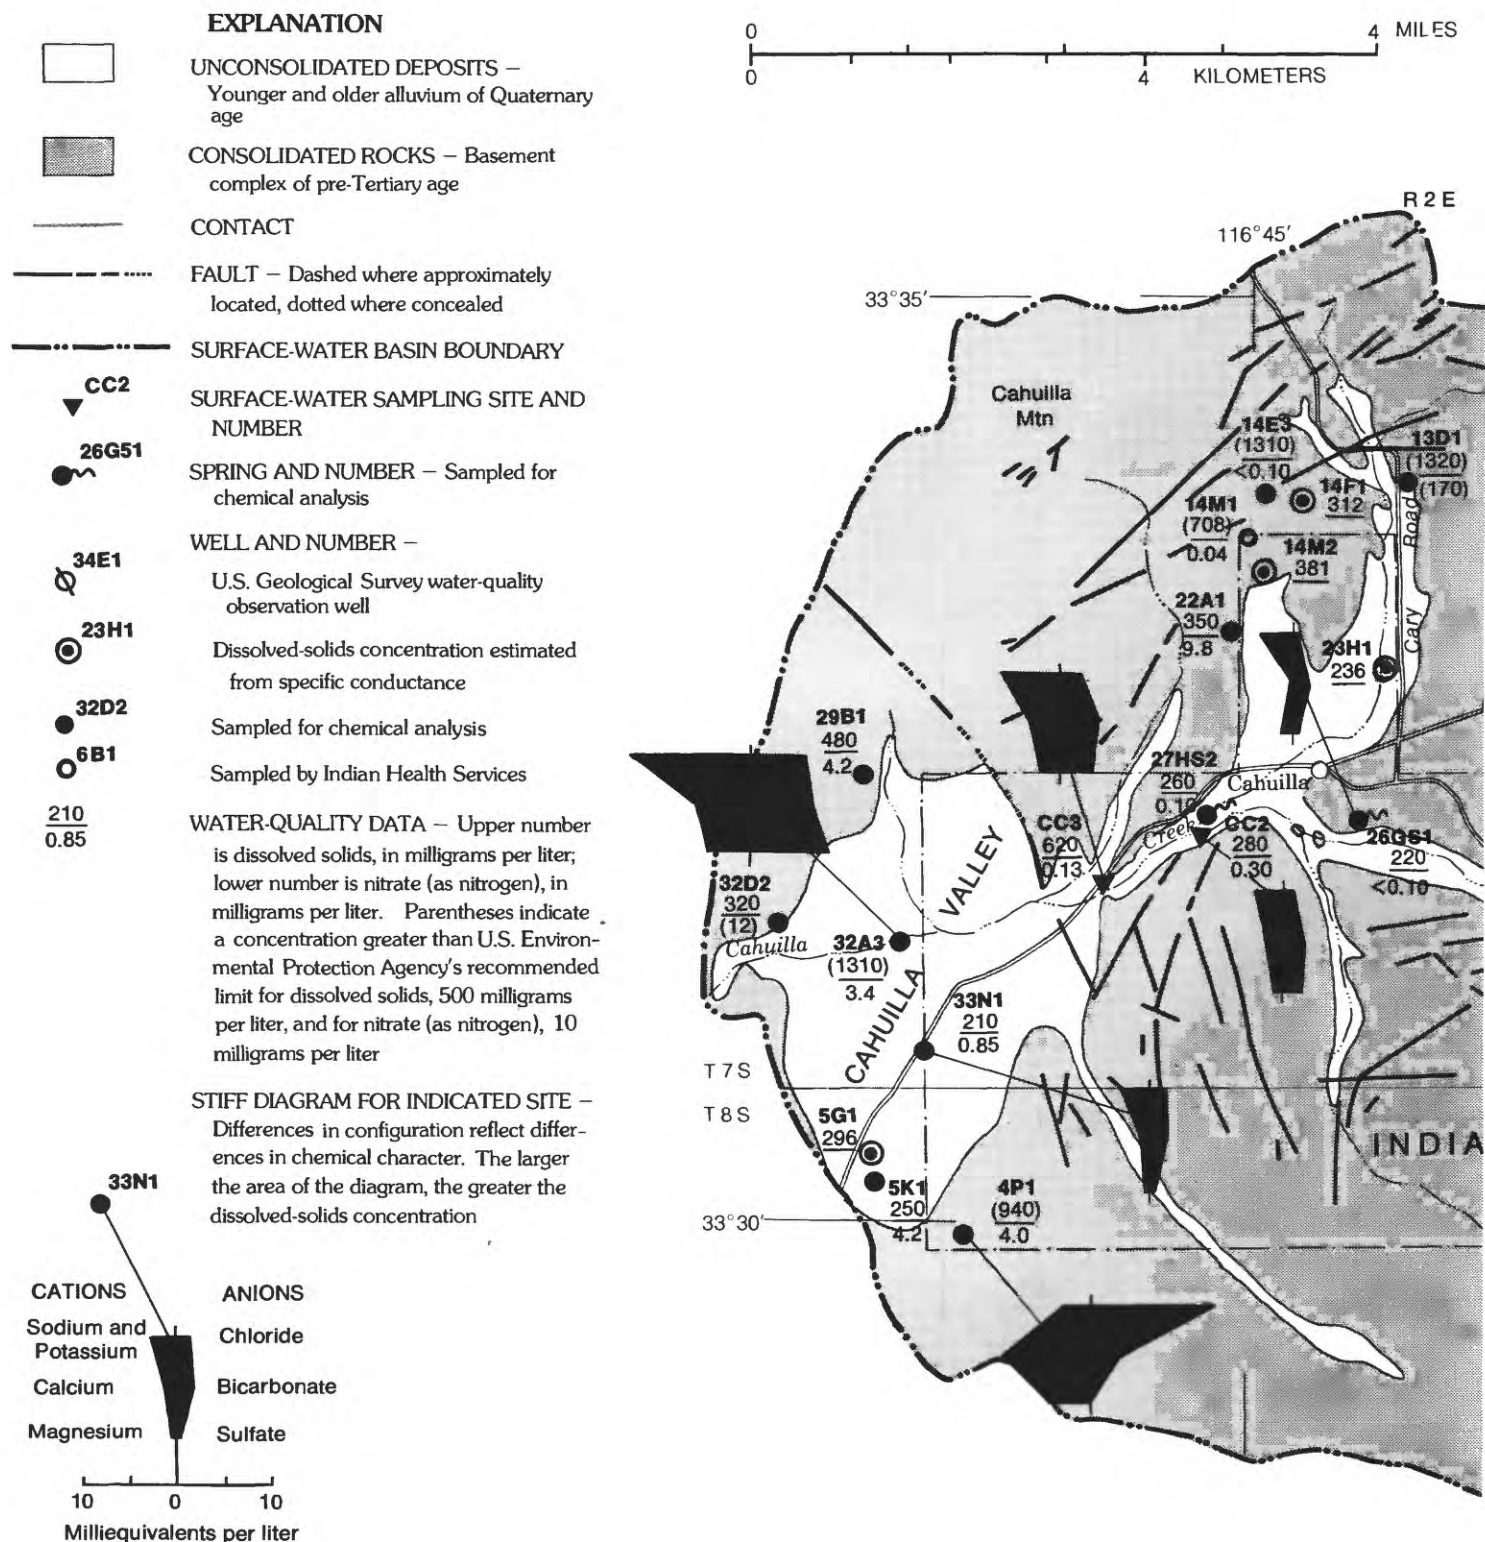 EXPLANATION
UNCONSOLIDATED DEPOSITS –
Younger and older alluvium of Quaternary
age
CONSOLIDATED ROCKS – Basement
complex of pre-Tertiary age
CONTACT
FAULT – Dashed where approximately
located, dotted where concealed
SURFACE-WATER BASIN BOUNDARY
CC2
SURFACE-WATER SAMPLING SITE AND
NUMBER
26G51
SPRING AND NUMBER – Sampled for
chemical analysis
WELL AND NUMBER –
34E1
U.S. Geological Survey water-quality
observation well
23H1
Dissolved-solids concentration estimated
from specific conductance
32D2
Sampled for chemical analysis
6B1
Sampled by Indian Health Services
210
0.85
WATER-QUALITY DATA – Upper number
is dissolved solids, in milligrams per liter;
lower number is nitrate (as nitrogen), in
milligrams per liter. Parentheses indicate
a concentration greater than U.S. Environ-
mental Protection Agency's recommended
limit for dissolved solids, 500 milligrams
per liter, and for nitrate (as nitrogen), 10
milligrams per liter
STIFF DIAGRAM FOR INDICATED SITE –
Differences in configuration reflect differ-
ences in chemical character. The larger
the area of the diagram, the greater the
dissolved-solids concentration
33N1
CATIONS ANIONS
Sodium and
Potassium
Chloride
Calcium Bicarbonate
Magnesium Sulfate
10 0 10
Milliequivalents per liter
0 4 MILES
0 4 KILOMETERS
R 2 E
116°45'
33°35'
Cahuilla
Mtn
14E3
(1310)
<0.10
13D1
(1320)
(170)
14F1
312
14M1
(708)
0.04
14M2
381
Cary Road
22A1
350
9.8
23H1
236
29B1
480
4.2
27HS2
260
0.10
Cahuilla
Creek
CC3
620
0.13
CC2
280
0.30
26GS1
220
<0.10
32D2
320
(12)
Cahuilla
32A3
(1310)
3.4
CAHUILLA VALLEY
33N1
210
0.85
T 7 S
T 8 S
5G1
296
5K1
250
4.2
4P1
(940)
4.0
33°30'
INDIA